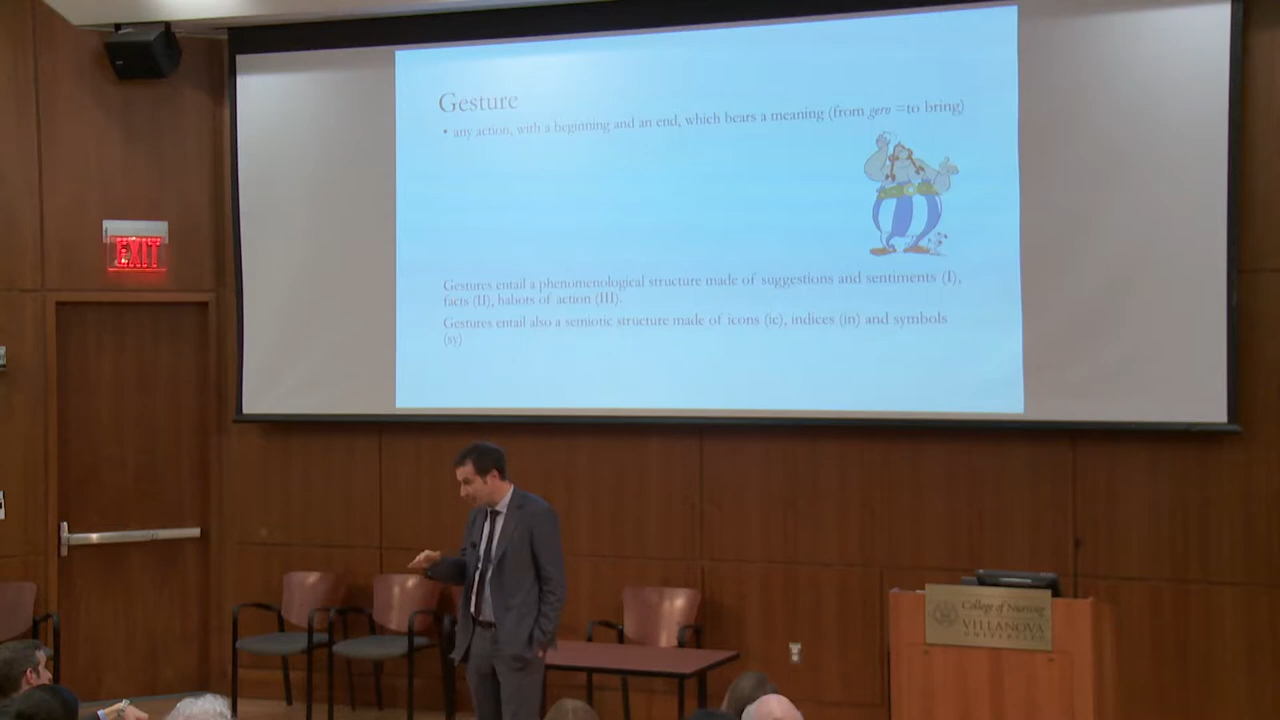 Gesture
• any action, with a beginning and an end, which bears a meaning (from gero =to bring)
Gestures entail a phenomenological structure made of suggestions and sentiments (I),
facts (II), habots of action (III).
Gestures entail also a semiotic structure made of icons (ic), indices (in) and symbols
(sy)
EXIT
College of Nursing
VILLANOVA
UNIVERSITY